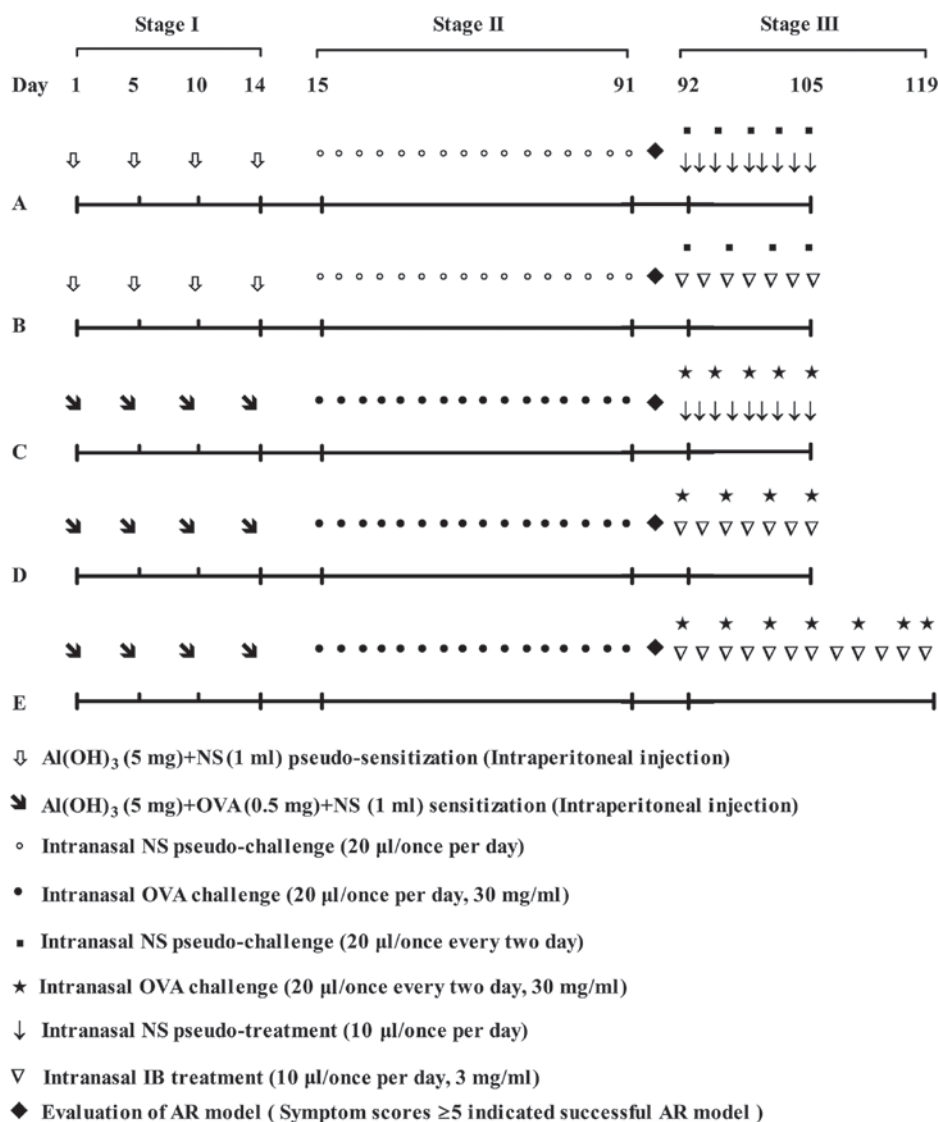 Stage I Stage II Stage III
Day 1 5 10 14 15 91 92 105 119
A
B
C
D
E
Al(OH)₃ (5 mg)+NS (1 ml) pseudo-sensitization (Intraperitoneal injection)
Al(OH)₃ (5 mg)+OVA (0.5 mg)+NS (1 ml) sensitization (Intraperitoneal injection)
Intranasal NS pseudo-challenge (20 μl/once per day)
Intranasal OVA challenge (20 μl/once per day, 30 mg/ml)
Intranasal NS pseudo-challenge (20 μl/once every two day)
Intranasal OVA challenge (20 μl/once every two day, 30 mg/ml)
Intranasal NS pseudo-treatment (10 μl/once per day)
Intranasal IB treatment (10 μl/once per day, 3 mg/ml)
Evaluation of AR model ( Symptom scores ≥5 indicated successful AR model )